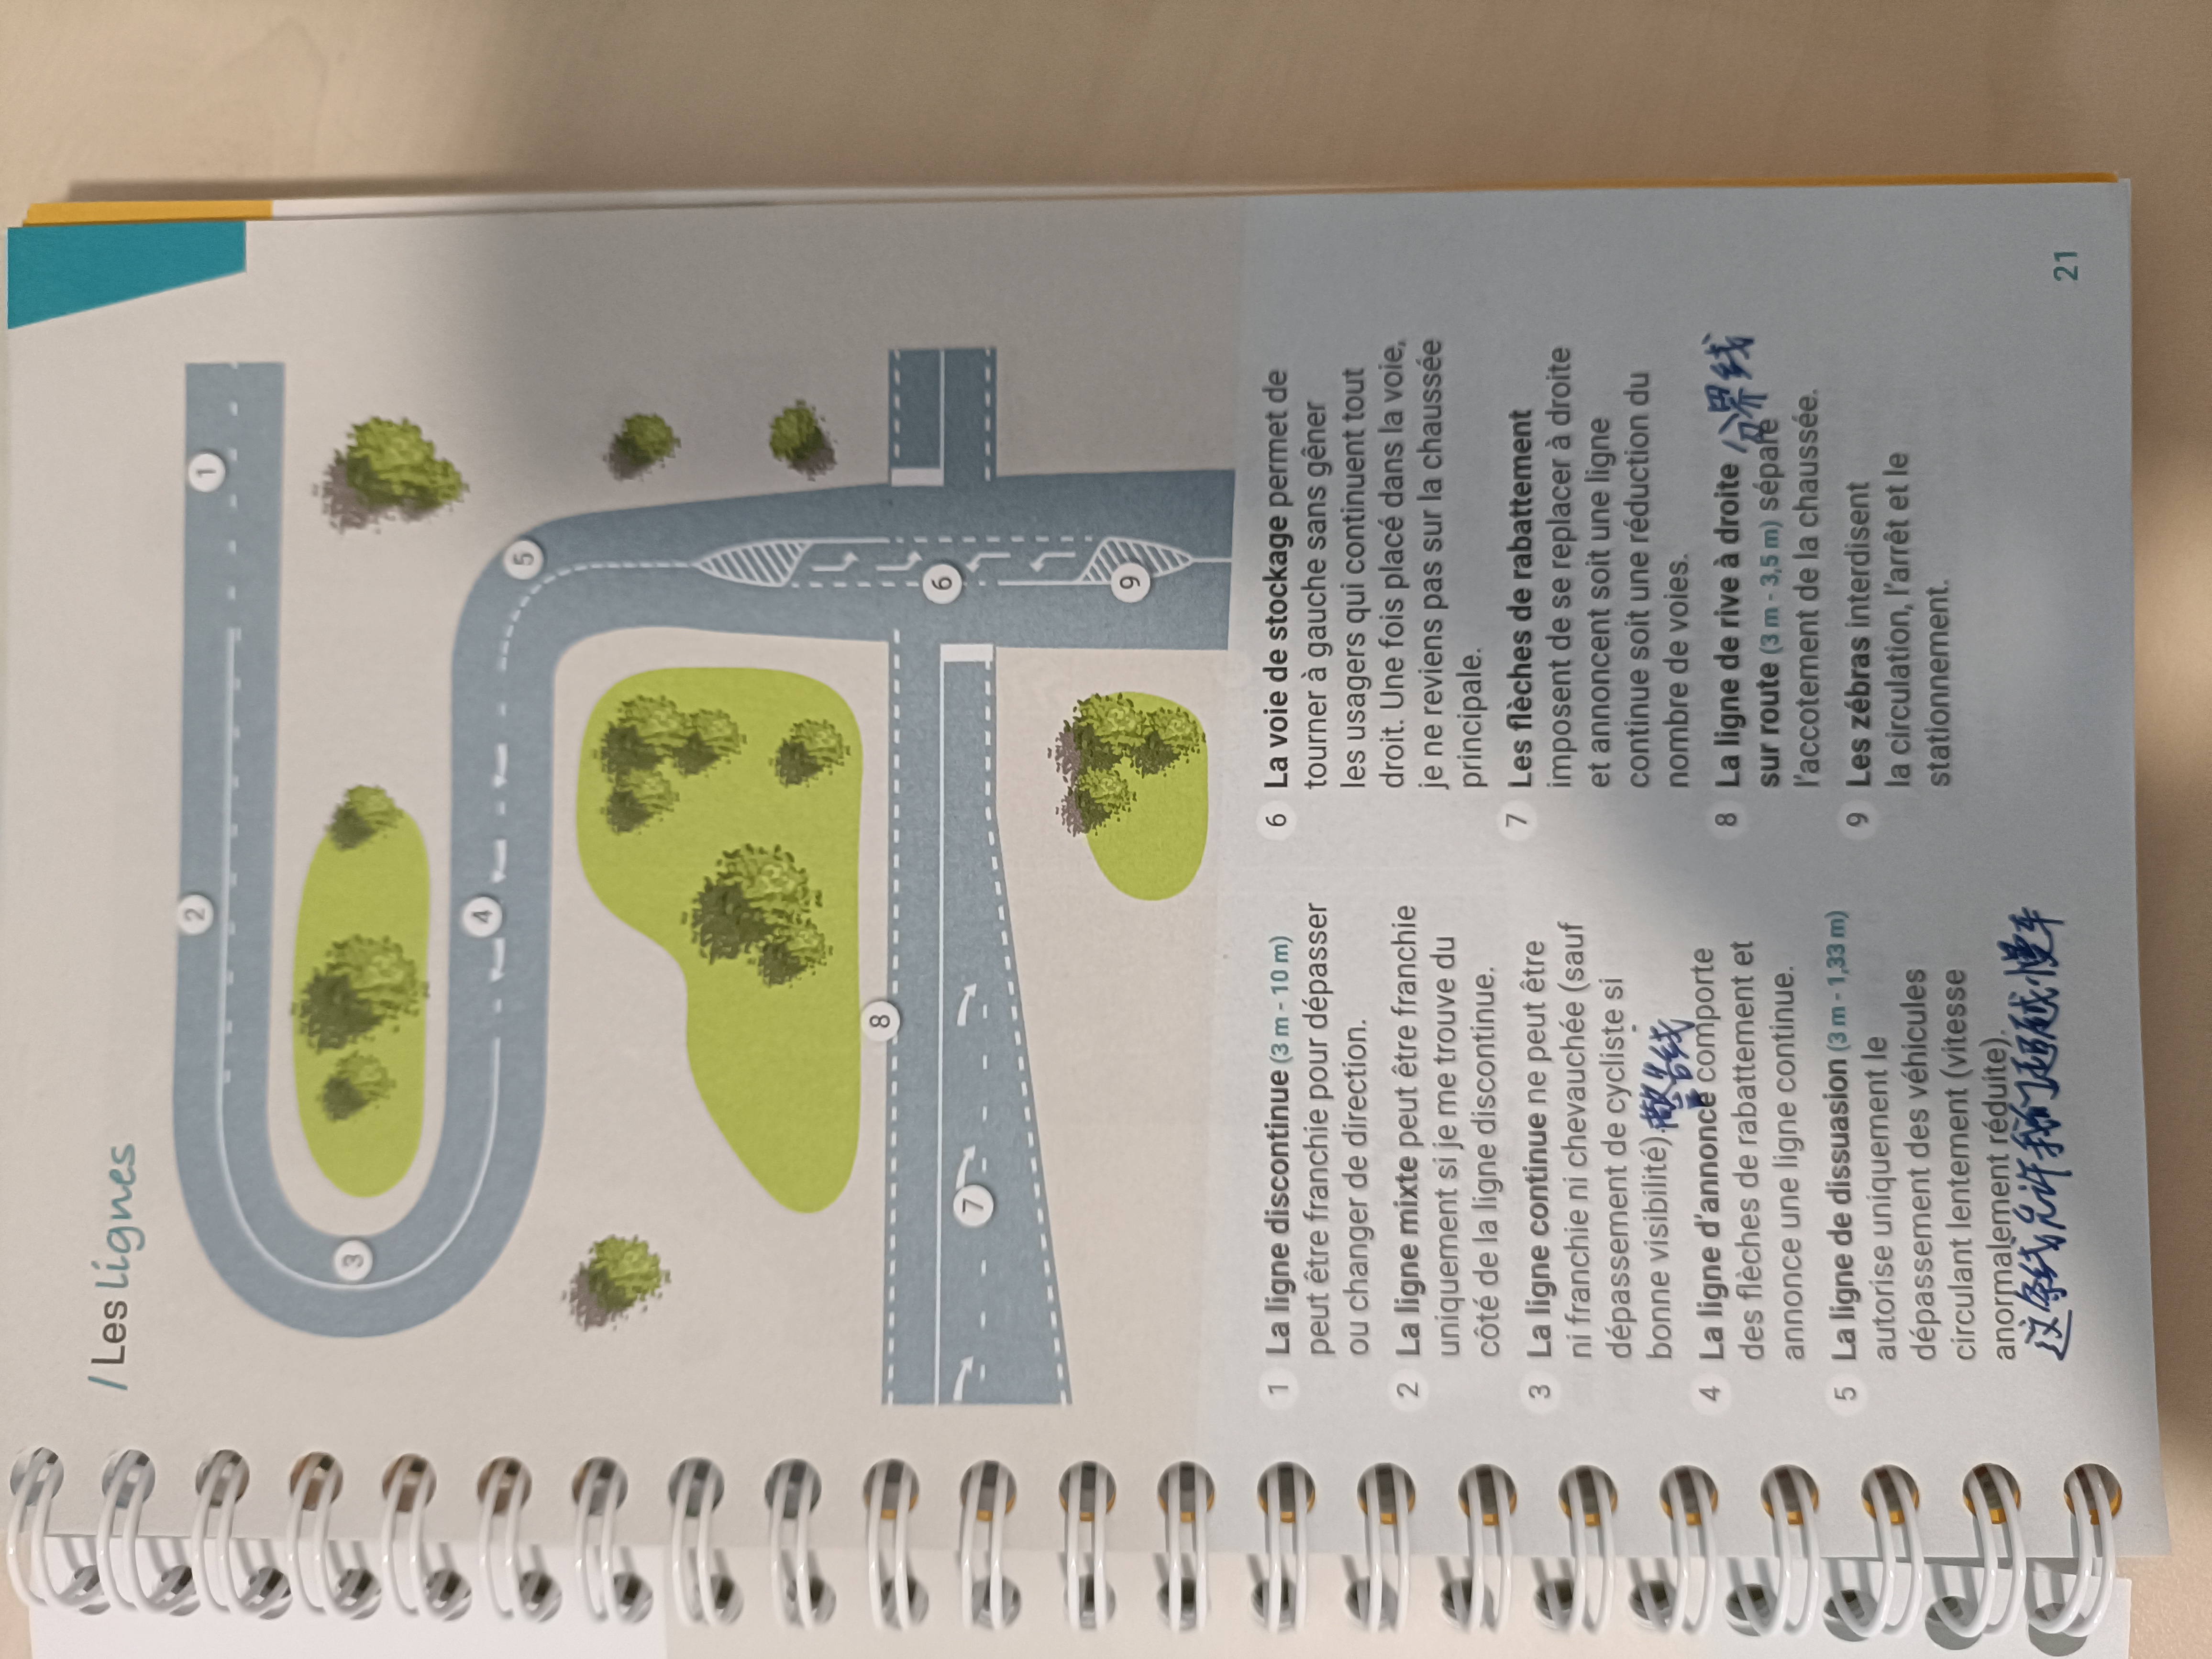 / Les lignes
1
2
3
4
5
6
7
8
9
1 La ligne discontinue (3 m - 10 m)
peut être franchie pour dépasser
ou changer de direction.
2 La ligne mixte peut être franchie
uniquement si je me trouve du
côté de la ligne discontinue.
3 La ligne continue ne peut être
ni franchie ni chevauchée (sauf
dépassement de cycliste si
bonne visibilité).
警告线
4 La ligne d'annonce comporte
des flèches de rabattement et
annonce une ligne continue.
5 La ligne de dissuasion (3 m - 1,33 m)
autorise uniquement le
dépassement des véhicules
circulant lentement (vitesse
anormalement réduite).
这条线允许我们超越慢车
6 La voie de stockage permet de
tourner à gauche sans gêner
les usagers qui continuent tout
droit. Une fois placé dans la voie,
je ne reviens pas sur la chaussée
principale.
7 Les flèches de rabattement
imposent de se replacer à droite
et annoncent soit une ligne
continue soit une réduction du
nombre de voies.
8 La ligne de rive à droite / 分界线
sur route (3 m - 3,5 m) sépare
l'accotement de la chaussée.
9 Les zébras interdisent
la circulation, l'arrêt et le
stationnement.
21